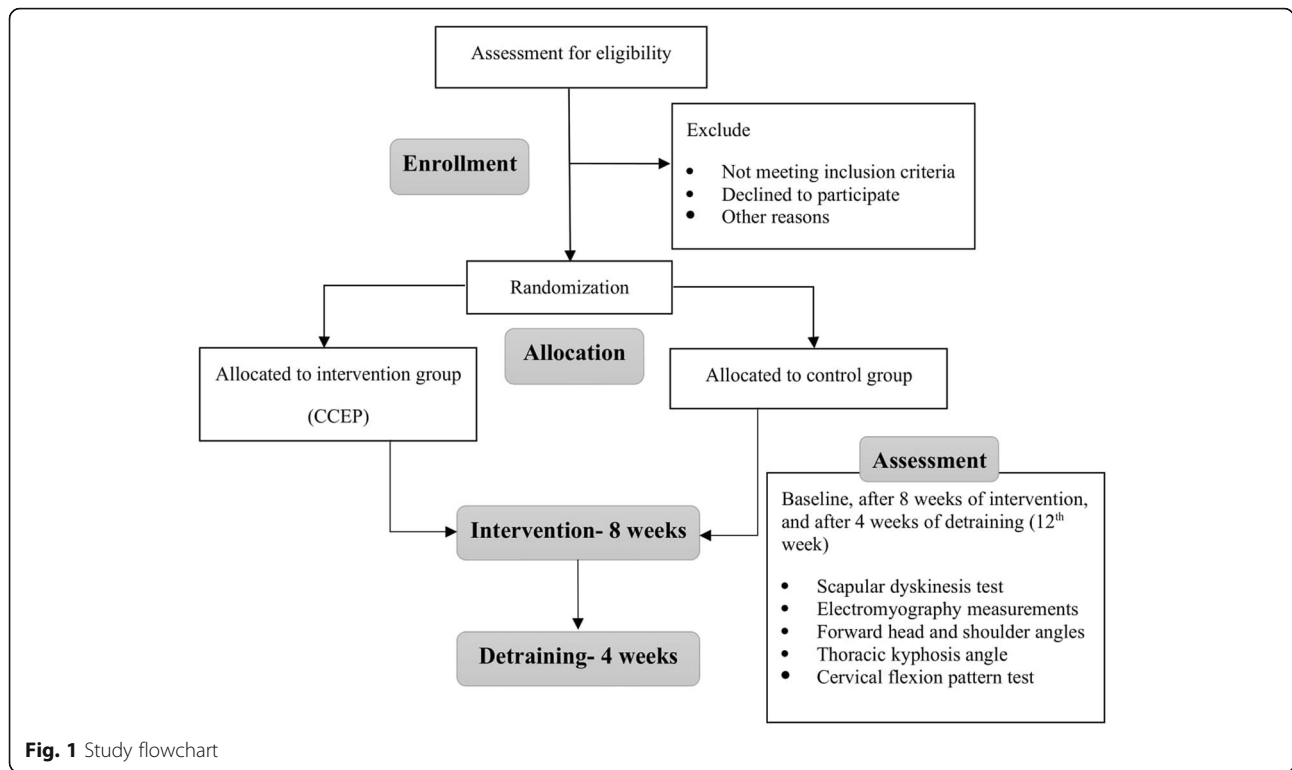 Assessment for eligibility
Enrollment
Exclude
• Not meeting inclusion criteria
• Declined to participate
• Other reasons
Randomization
Allocation
Allocated to intervention group
(CCEP)
Allocated to control group
Assessment
Baseline, after 8 weeks of intervention,
and after 4 weeks of detraining (12th
week)
• Scapular dyskinesis test
• Electromyography measurements
• Forward head and shoulder angles
• Thoracic kyphosis angle
• Cervical flexion pattern test
Intervention- 8 weeks
Detraining- 4 weeks
Fig. 1 Study flowchart